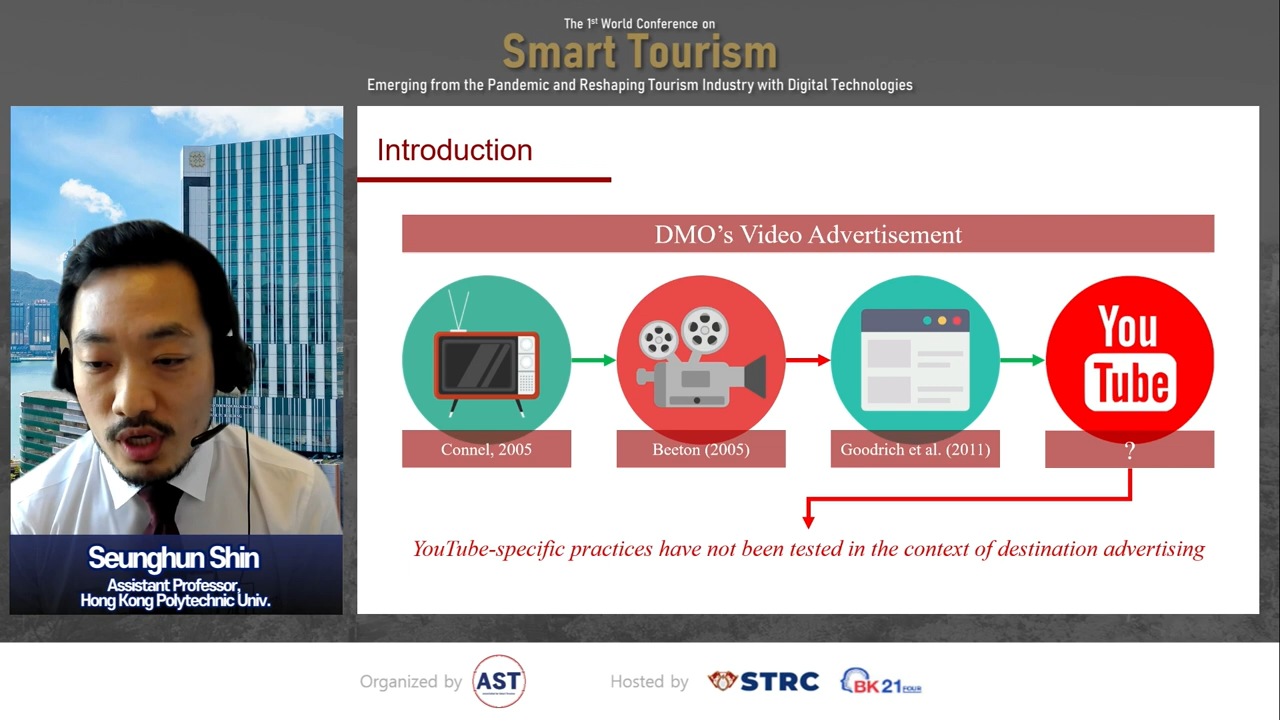 The 1st World Conference on
Smart Tourism
Emerging from the Pandemic and Reshaping Tourism Industry with Digital Technologies
Introduction
DMO's Video Advertisement
You
Tube
Connel, 2005
Beeton (2005)
Goodrich et al. (2011)
?
YouTube-specific practices have not been tested in the context of destination advertising
Seunghun Shin
Assistant Professor,
Hong Kong Polytechnic Univ.
Organized by
AST
Hosted by
STRC
BK21 FOUR